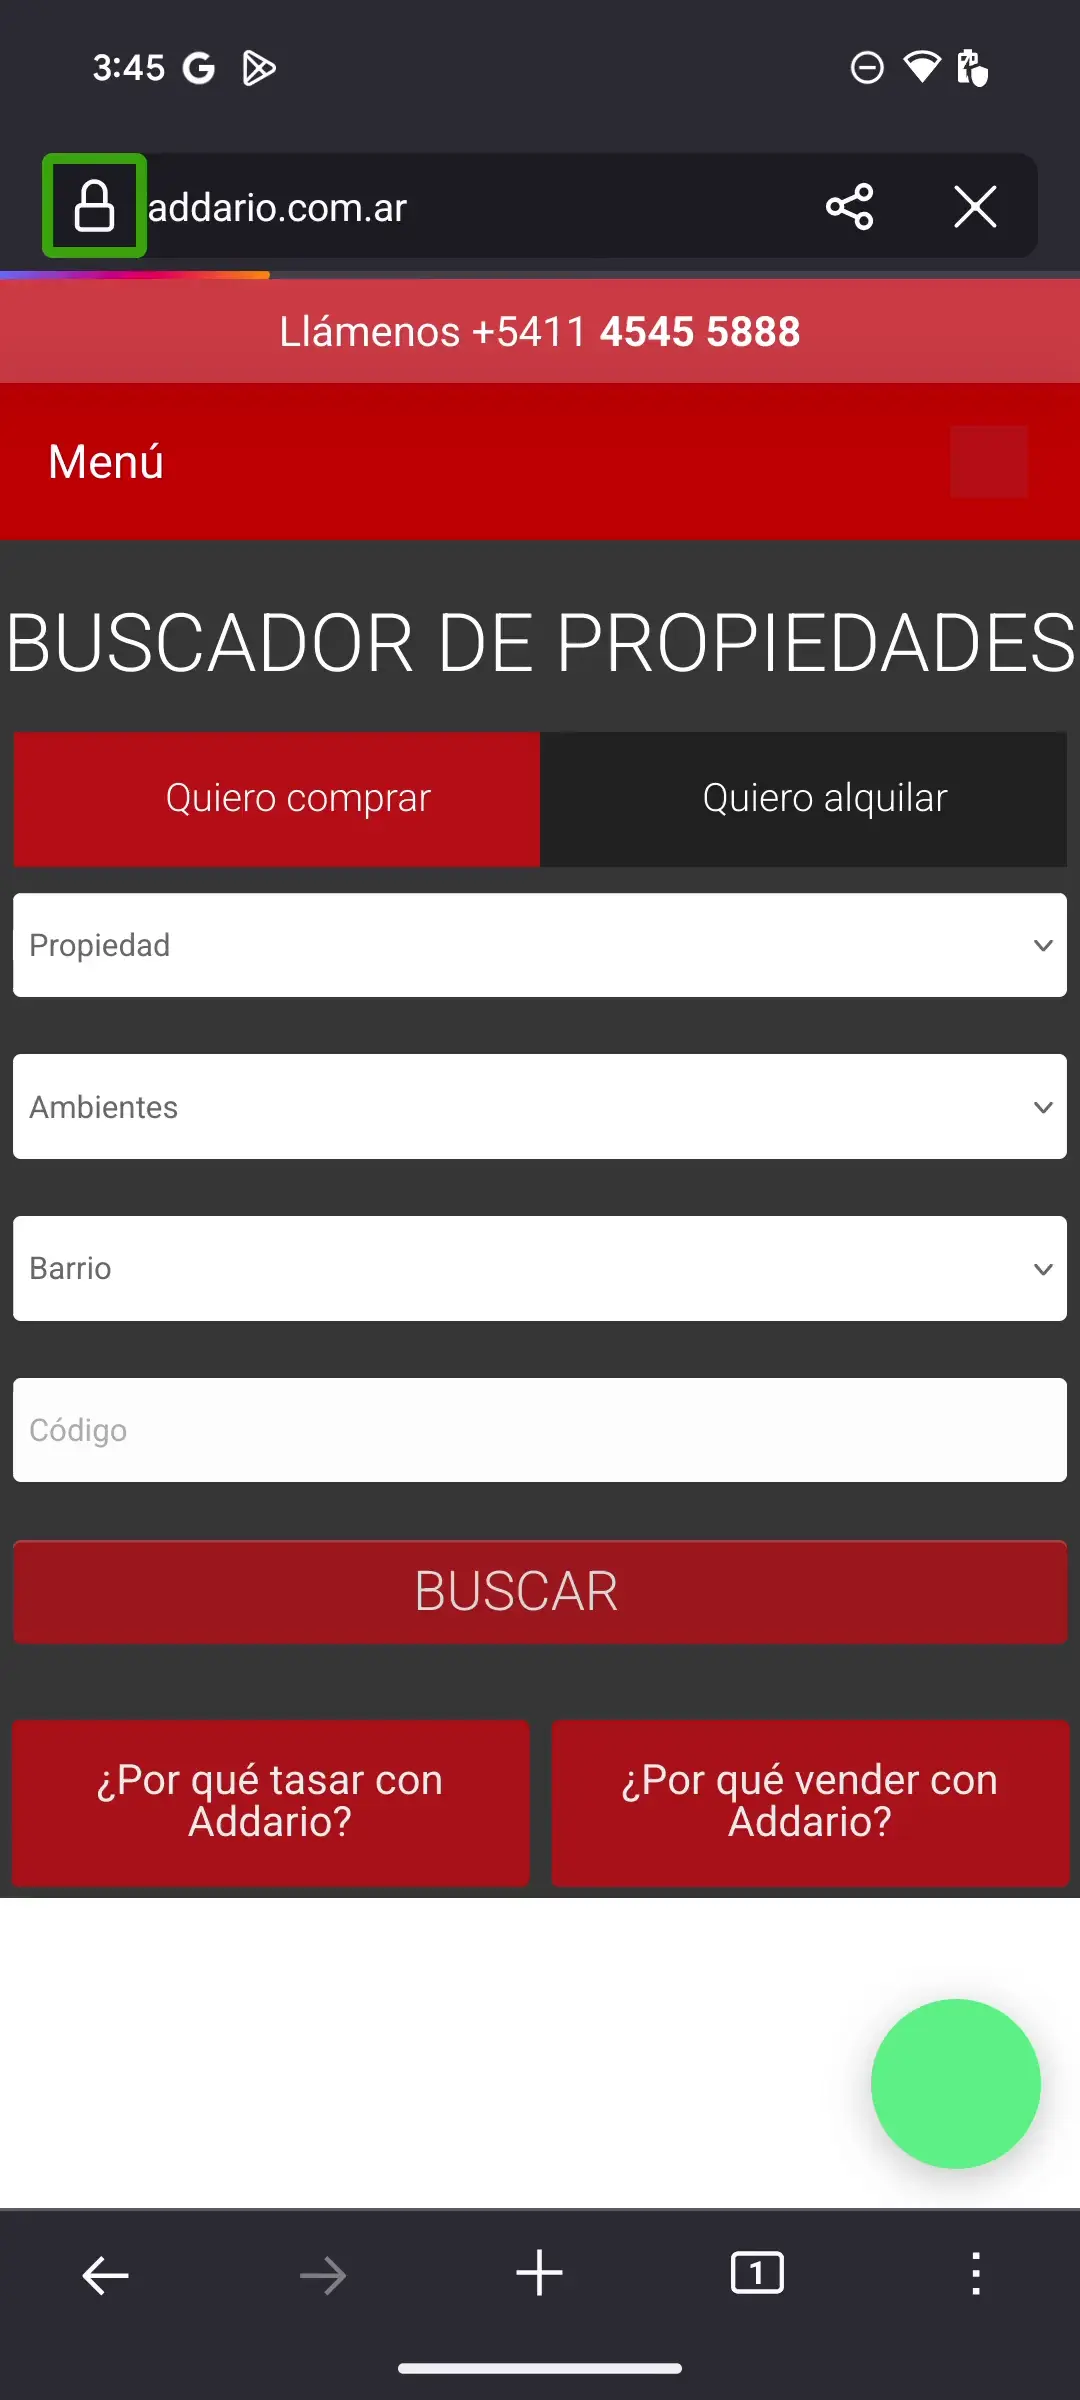 3:45
addario.com.ar
Llámenos +5411 4545 5888
Menú
BUSCADOR DE PROPIEDADES
Quiero comprar
Quiero alquilar
Propiedad
Ambientes
Barrio
Código
BUSCAR
¿Por qué tasar con
Addario?
¿Por qué vender con
Addario?
1